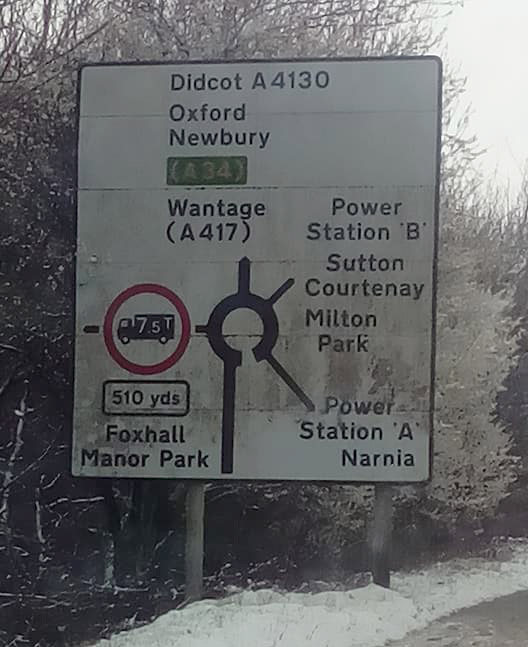 Didcot A4130
Oxford
Newbury
(A34)
Wantage
(A417)
Power
Station 'B'
Sutton
Courtenay
Milton
Park
7.5T
510 yds
Foxhall
Manor Park
Power
Station 'A'
Narnia